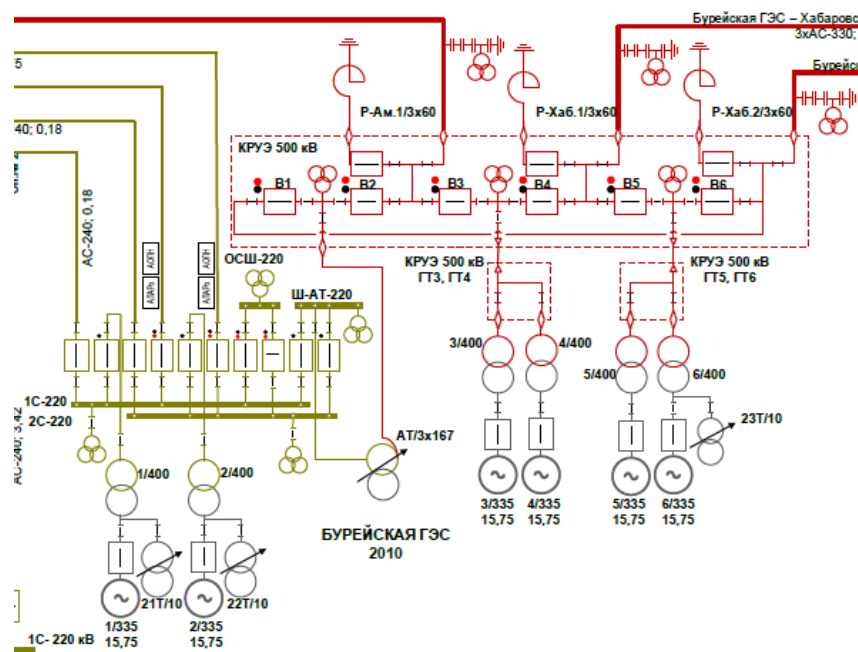 Бурейская ГЭС – Хабаровс
3хАС-330;
Бурейс
5
40; 0,18
АС-240; 0,18
АС-240; 3,42
Р-Ам.1/3х60
Р-Хаб.1/3х60
Р-Хаб.2/3х60
КРУЭ 500 кВ
В1
В2
В3
В4
В5
В6
АПАРь
АОПН
АПАРь
АОПН
ОСШ-220
Ш-АТ-220
КРУЭ 500 кВ
ГТ3, ГТ4
КРУЭ 500 кВ
ГТ5, ГТ6
3/400
4/400
5/400
6/400
1С-220
2С-220
1/400
2/400
АТ/3х167
23Т/10
3/335
15,75
4/335
15,75
5/335
15,75
6/335
15,75
БУРЕЙСКАЯ ГЭС
2010
21Т/10
22Т/10
1/335
15,75
2/335
15,75
1С- 220 кВ